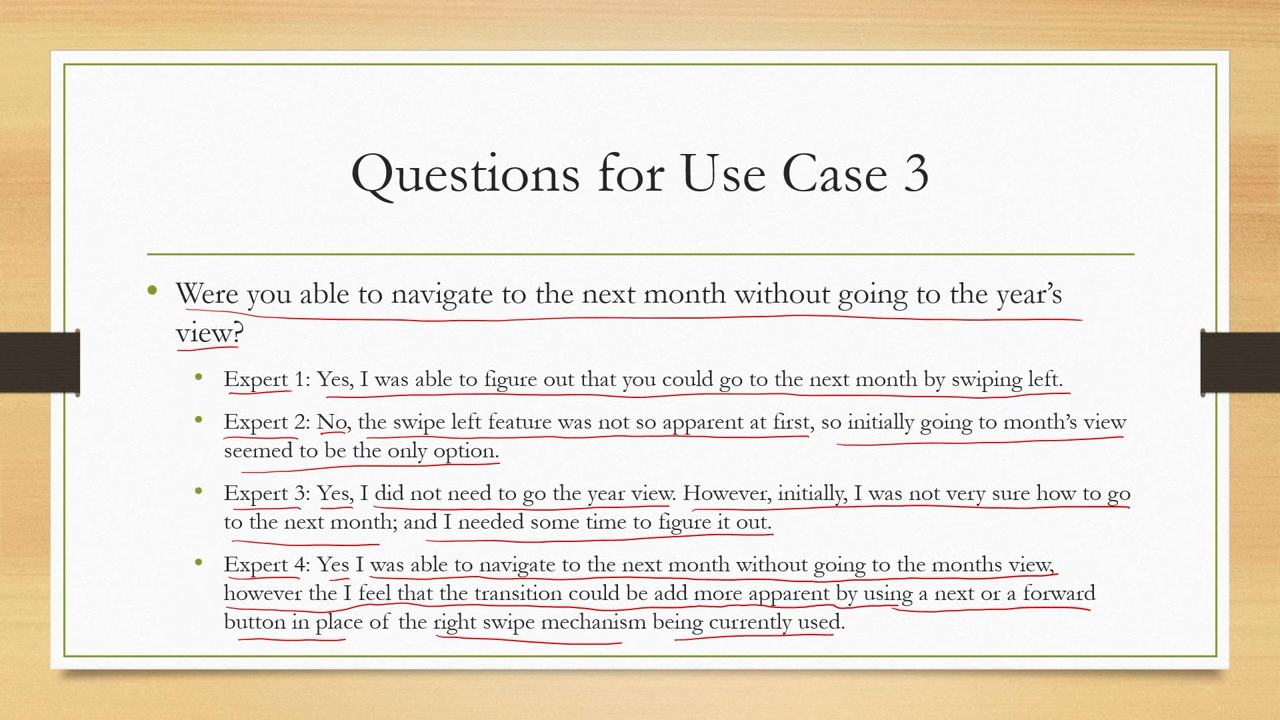 Questions for Use Case 3
• Were you able to navigate to the next month without going to the year’s
view?
• Expert 1: Yes, I was able to figure out that you could go to the next month by swiping left.
• Expert 2: No, the swipe left feature was not so apparent at first, so initially going to month’s view
seemed to be the only option.
• Expert 3: Yes, I did not need to go the year view. However, initially, I was not very sure how to go
to the next month; and I needed some time to figure it out.
• Expert 4: Yes I was able to navigate to the next month without going to the months view,
however the I feel that the transition could be add more apparent by using a next or a forward
button in place of the right swipe mechanism being currently used.